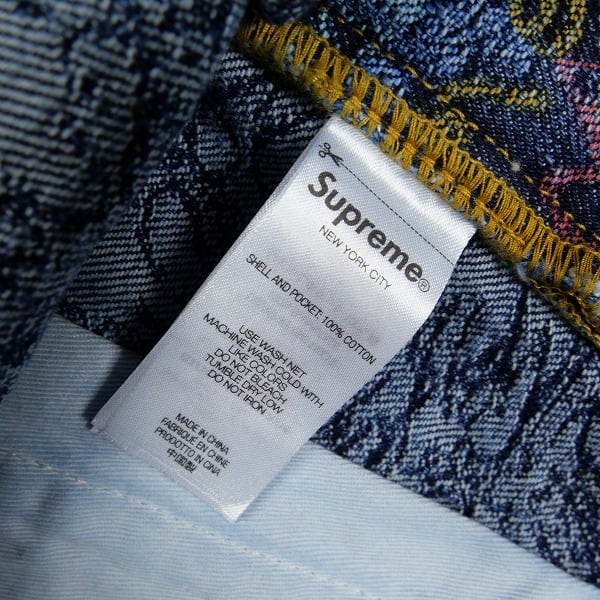 Supreme®
NEW YORK CITY
SHELL AND POCKET: 100% COTTON
USE WASH NET
MACHINE WASH COLD WITH
LIKE COLORS
DO NOT BLEACH
TUMBLE DRY LOW
DO NOT IRON
MADE IN CHINA
FABRIQUÉ EN CHINE
PRODOTTO IN CINA
中国製